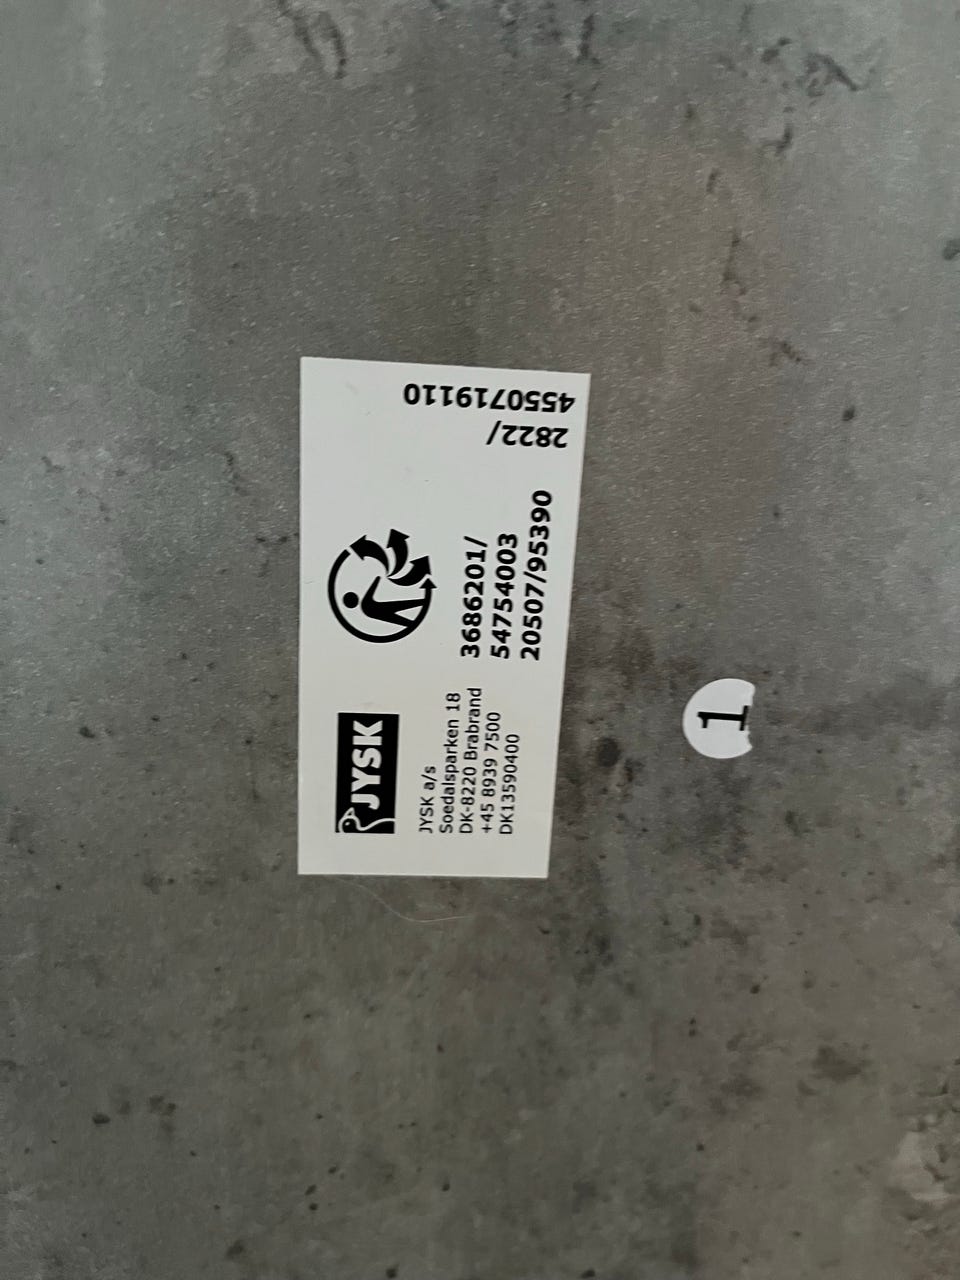 JYSK
JYSK a/s
Soedalsparken 18
DK-8220 Brabrand
+45 8939 7500
DK13590400
3686201/
54754003
20507/95390
2822/
4550719110
1